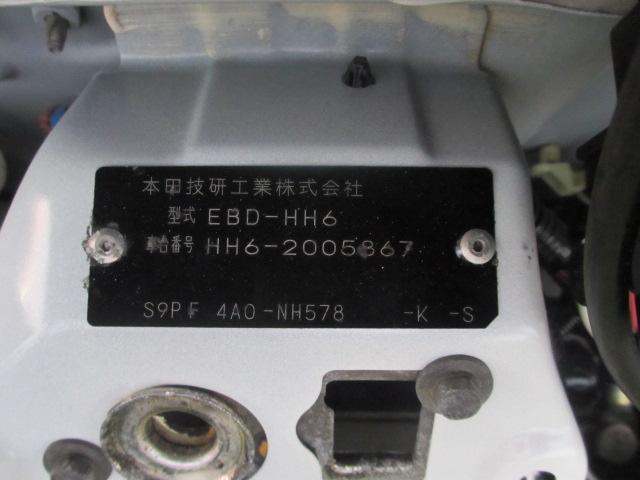 本田技研工業株式会社
型式 EBD-HH6
車台番号 HH6-2005867
S9PF 4A0-NH578 -K -S